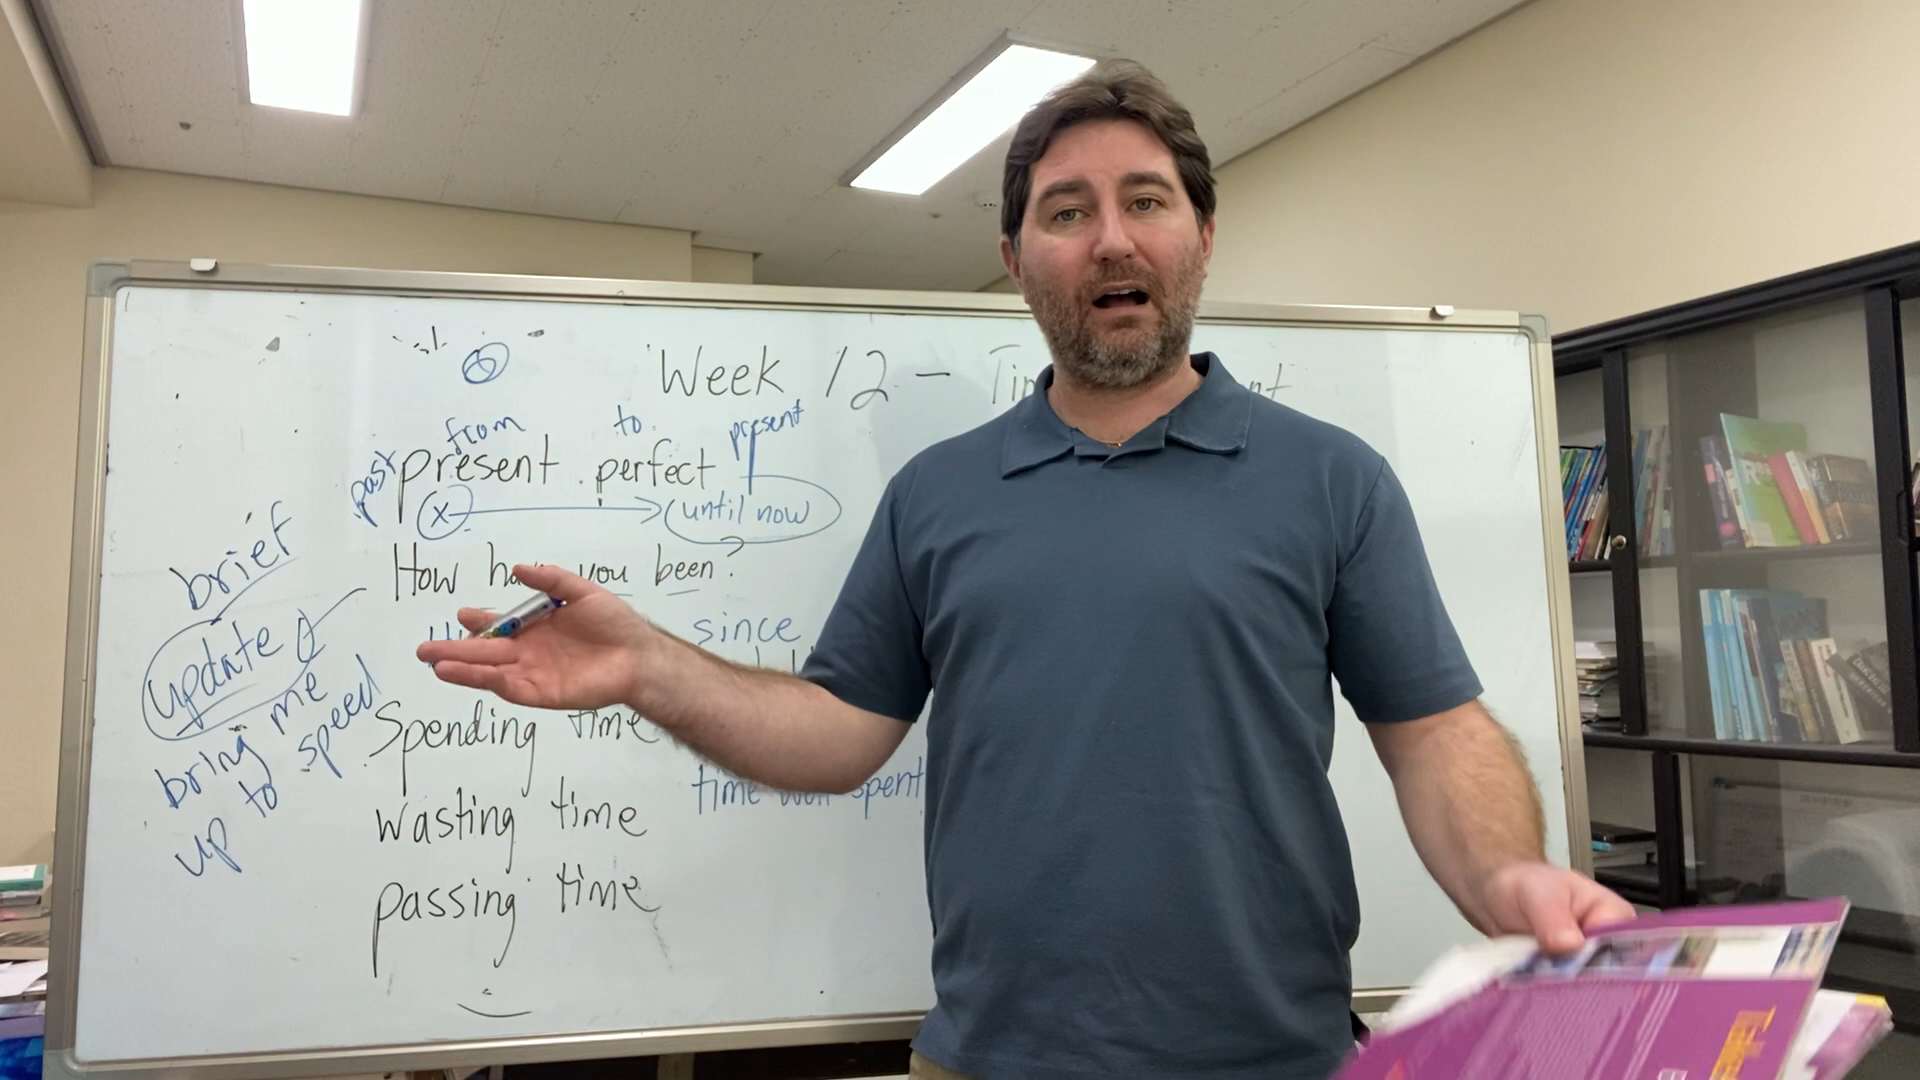 Week 12 -
from to present
past present perfect
x until now
How you been?
since
Spending time
time spent
wasting time
passing time
brief
update
bring me
up to speed